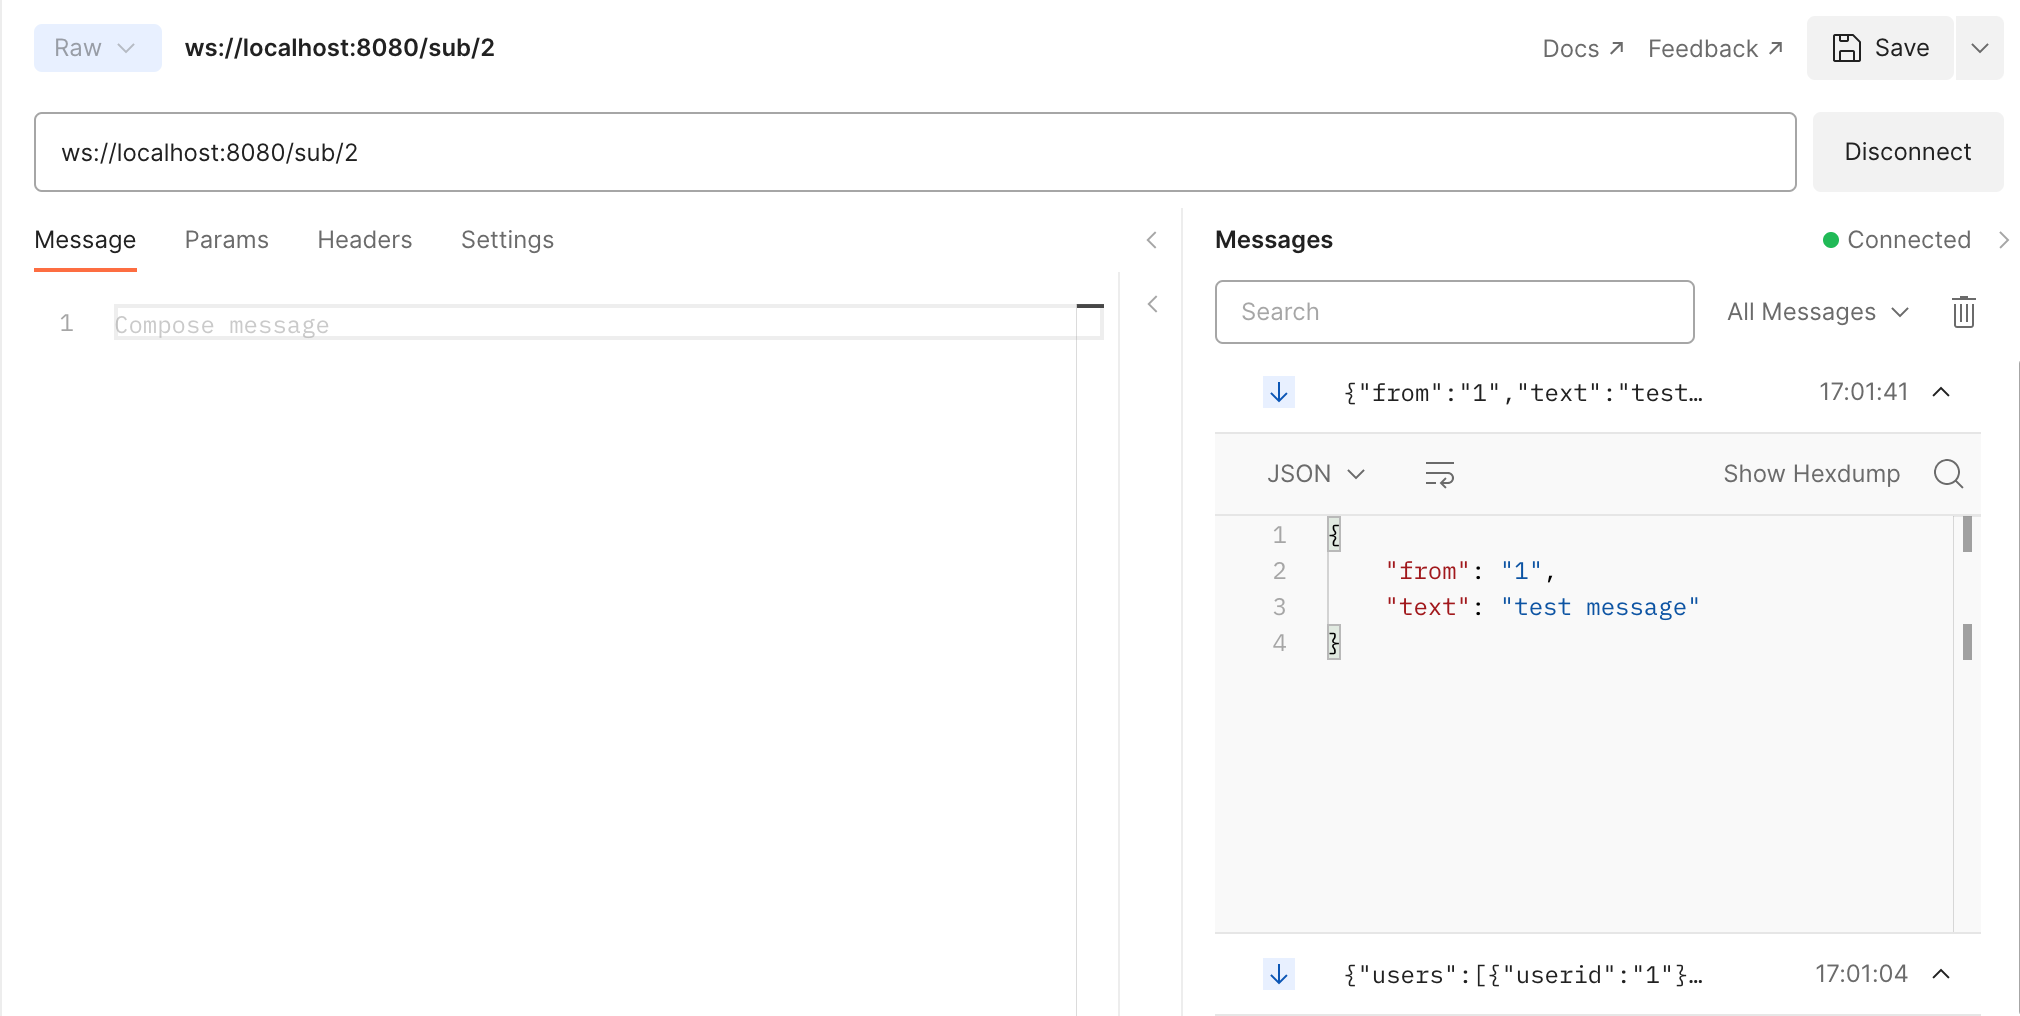 Raw ws://localhost:8080/sub/2 Docs Feedback Save
ws://localhost:8080/sub/2 Disconnect
Message Params Headers Settings
1 Compose message
Messages Connected
Search All Messages
{"from":"1","text":"test… 17:01:41
JSON Show Hexdump
1 {
2 "from": "1",
3 "text": "test message"
4 }
{"users":[{"userid":"1"}… 17:01:04